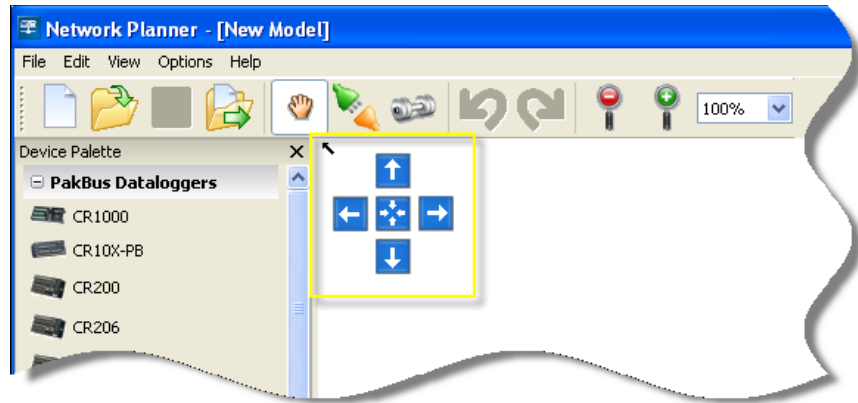 Network Planner - [New Model]
File Edit View Options Help
100%
Device Palette X
PakBus Dataloggers
CR1000
CR10X-PB
CR200
CR206